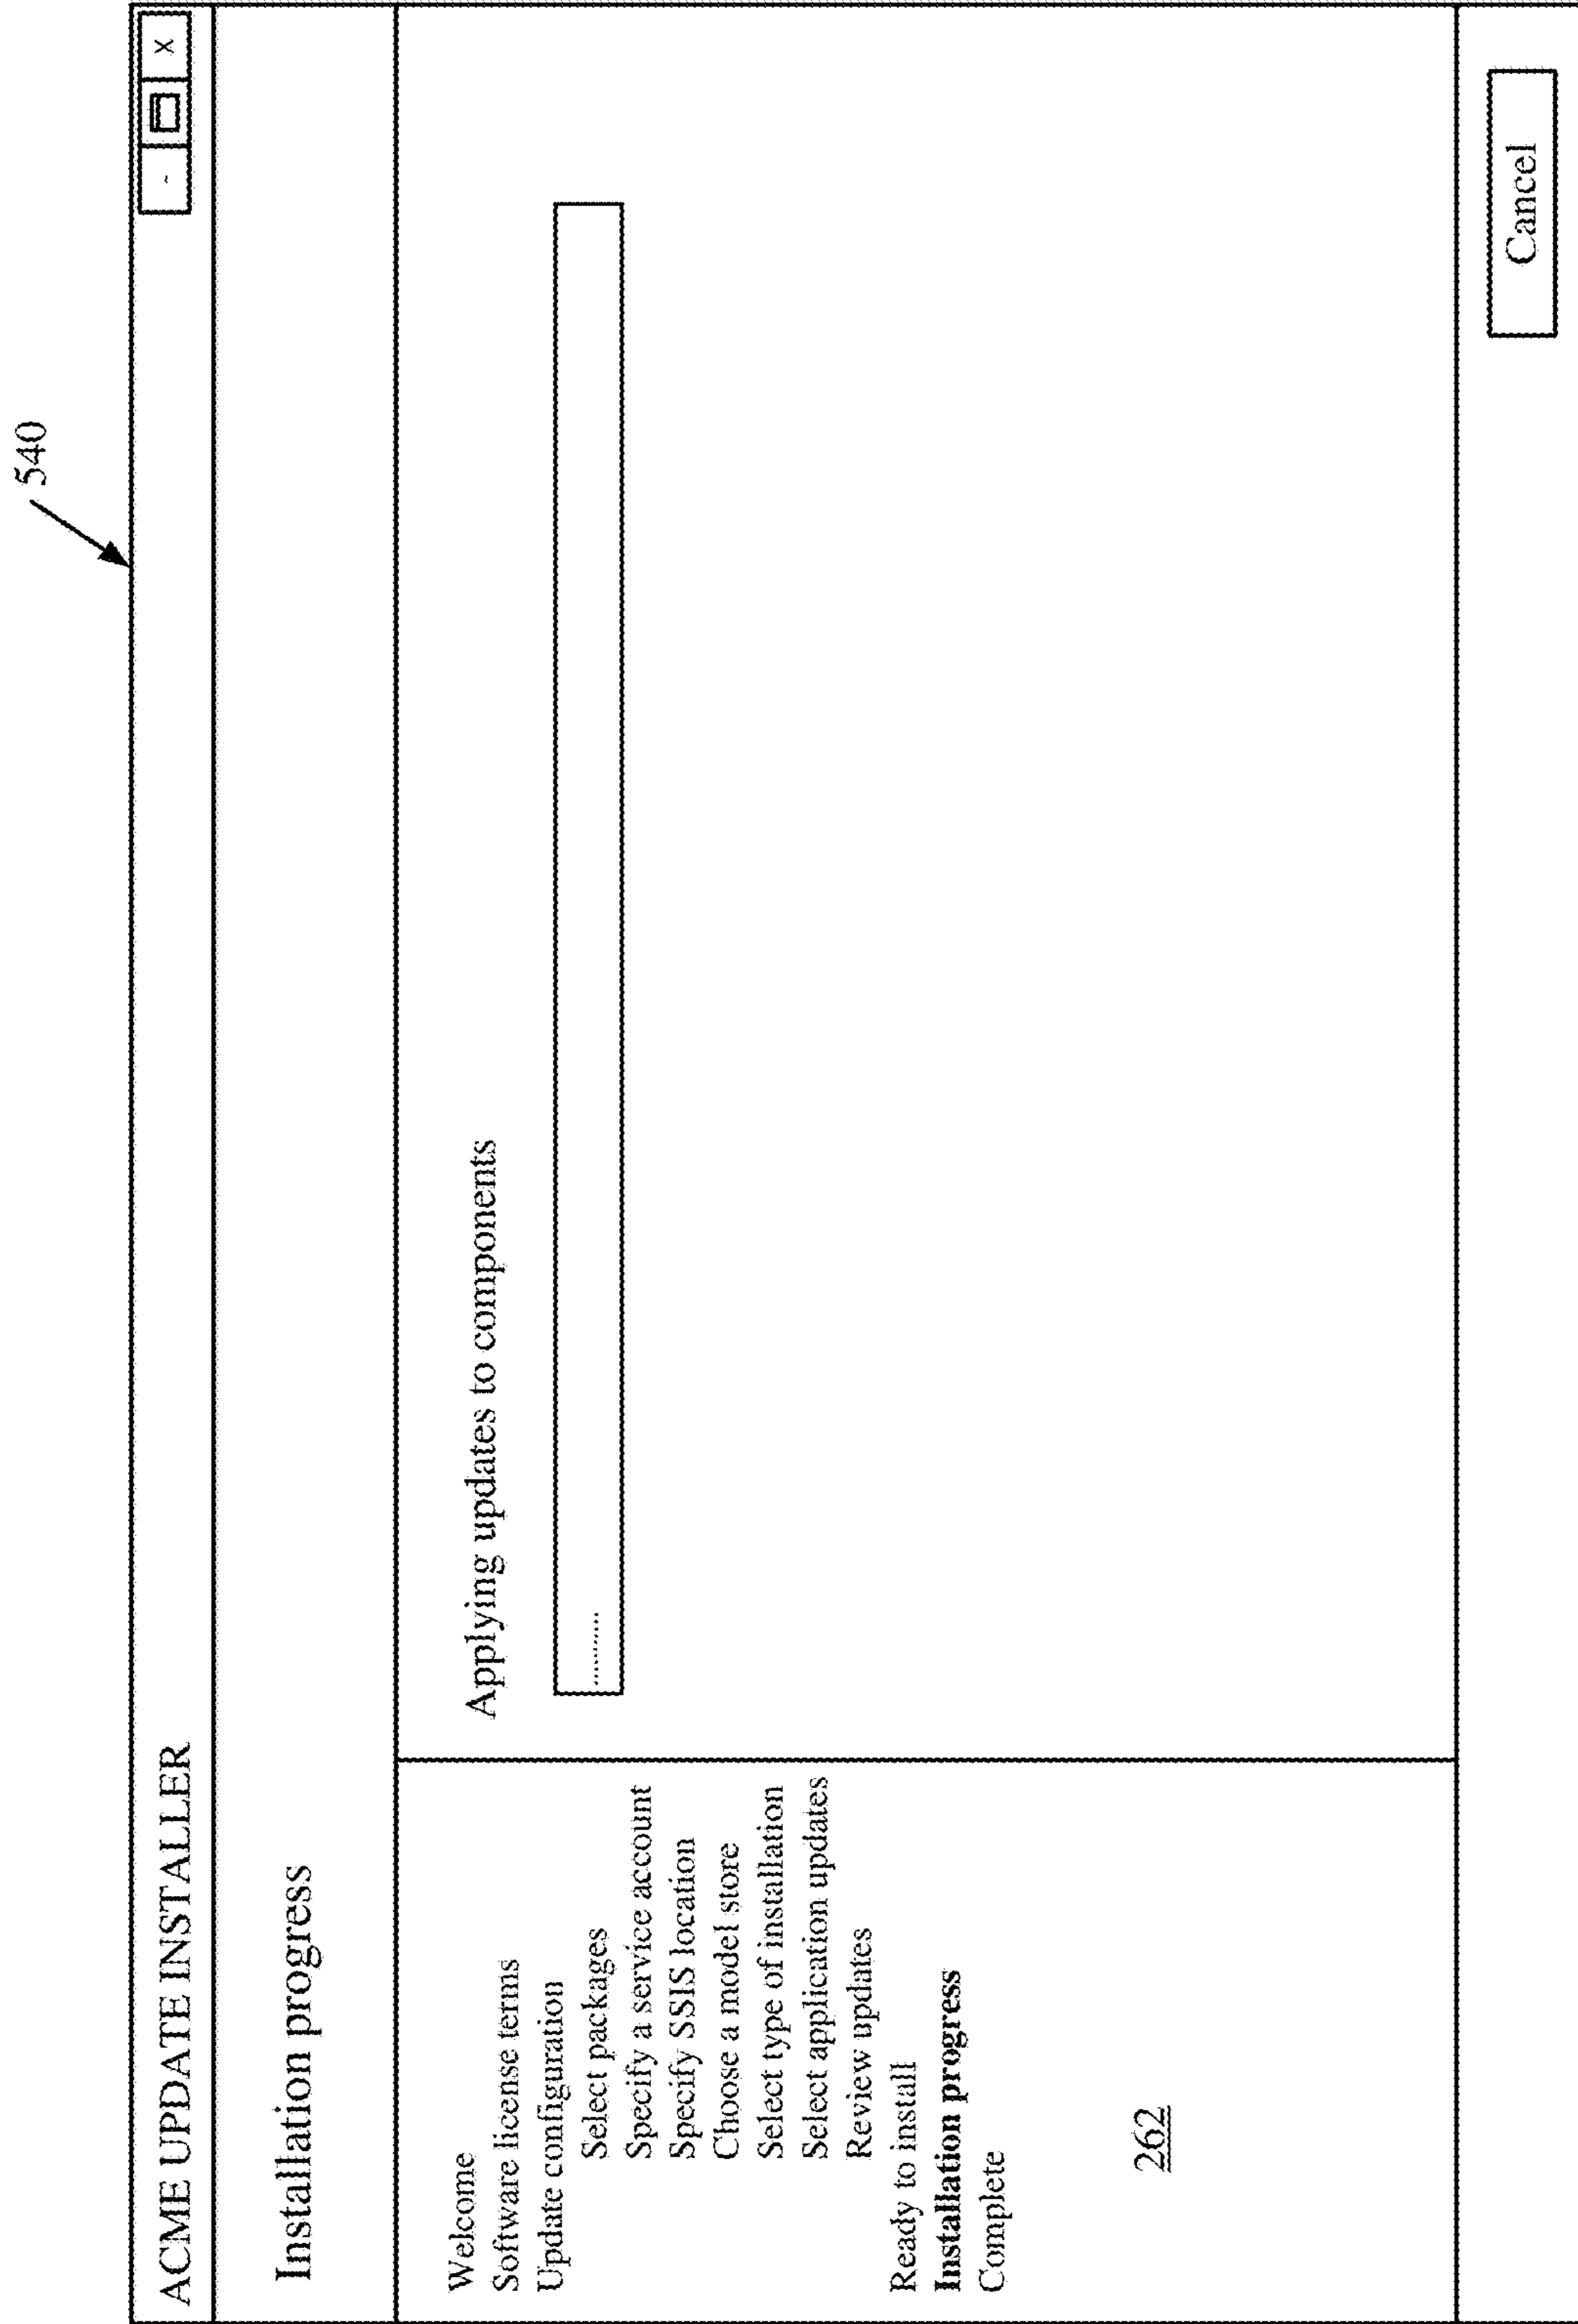 540
ACME UPDATE INSTALLER
- x
Installation progress
Welcome
Software license terms
Update configuration
Select packages
Specify a service account
Specify SSIS location
Choose a model store
Select type of installation
Select application updates
Review updates
Ready to install
Installation progress
Complete
262
Applying updates to components
..........
Cancel